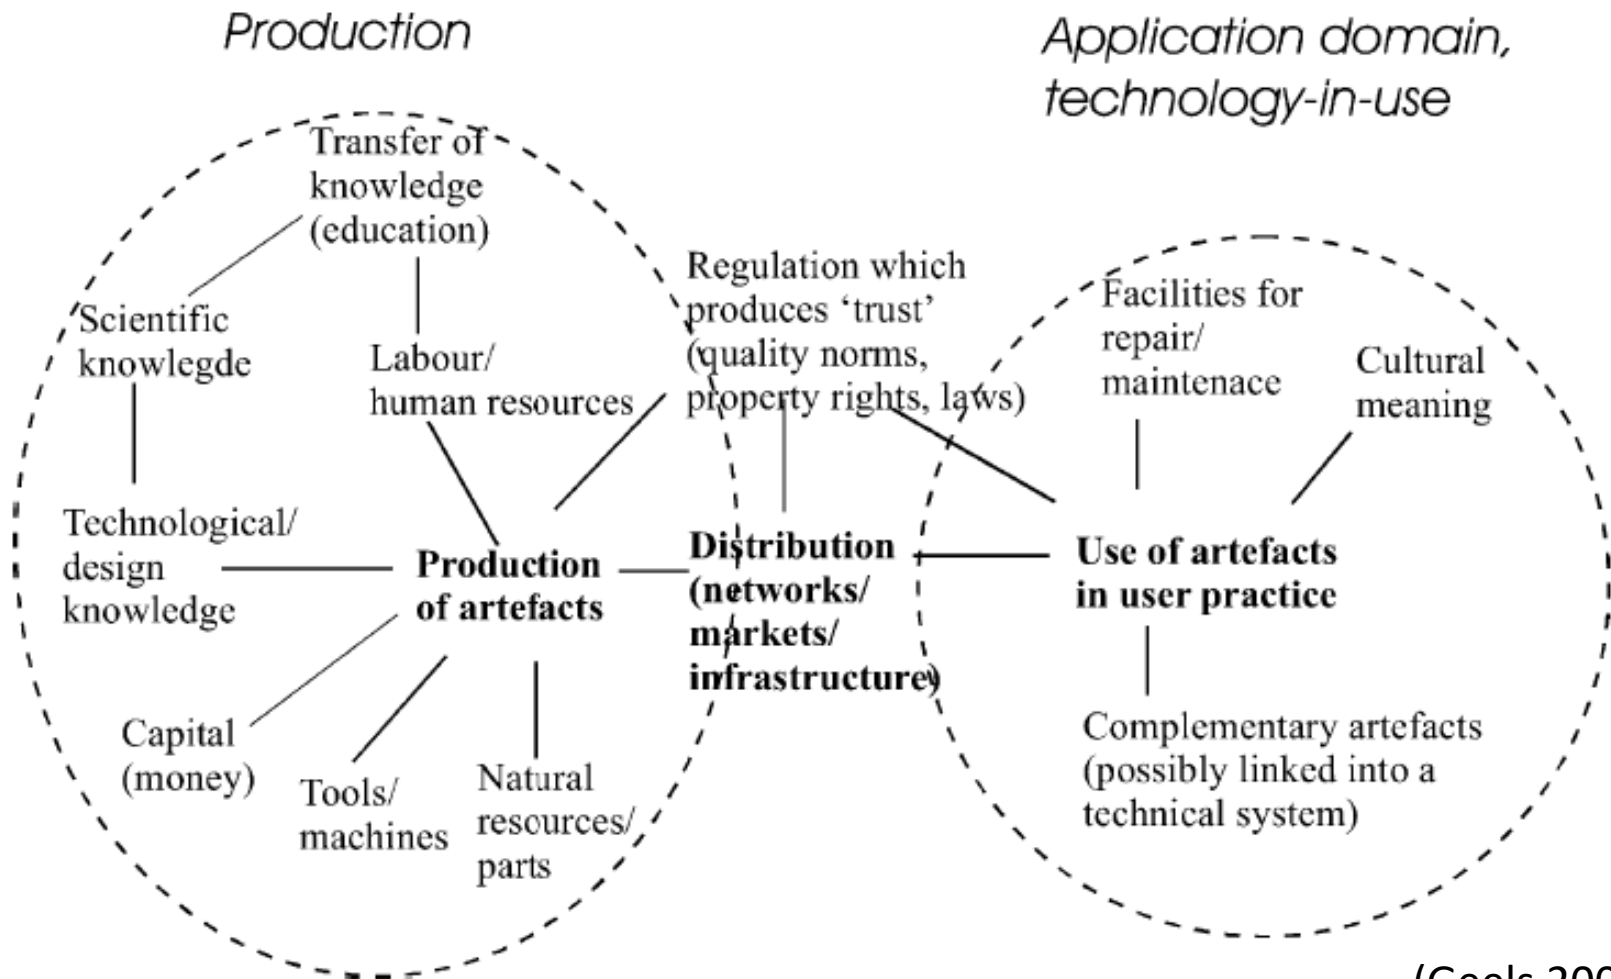 Production
Application domain,
technology-in-use
Transfer of
knowledge
(education)
Scientific
knowlegde
Labour/
human resources
Regulation which
produces ‘trust’
(quality norms,
property rights, laws)
Facilities for
repair/
maintenace
Cultural
meaning
Technological/
design
knowledge
Production
of artefacts
Distribution
(networks/
markets/
infrastructure)
Use of artefacts
in user practice
Capital
(money)
Tools/
machines
Natural
resources/
parts
Complementary artefacts
(possibly linked into a
technical system)